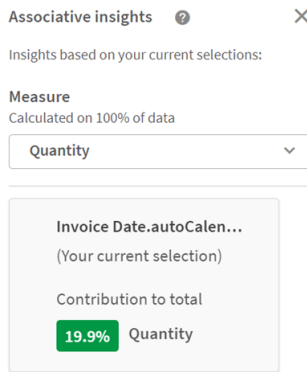 Associative insights
Insights based on your current selections:
Measure
Calculated on 100% of data
Quantity
Invoice Date.autoCalen...
(Your current selection)
Contribution to total
19.9% Quantity